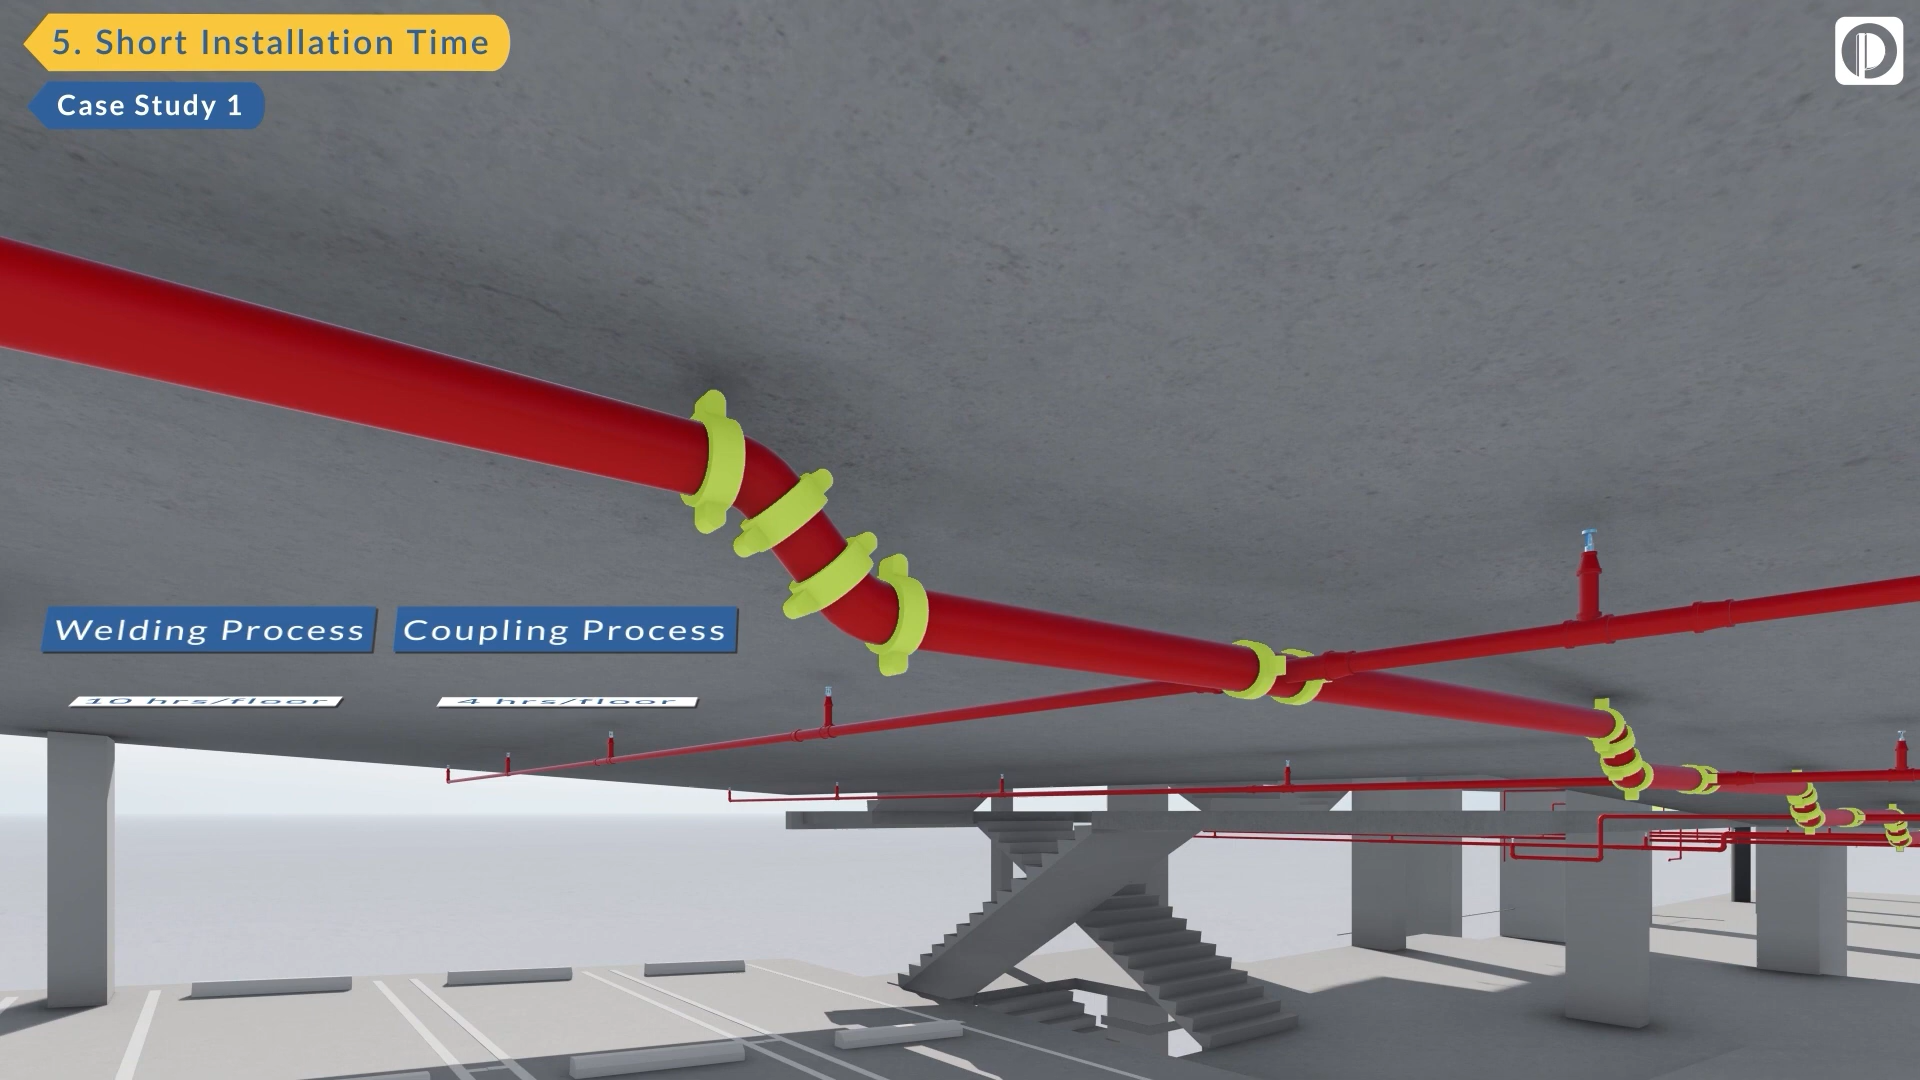 5. Short Installation Time
Case Study 1
Welding Process
Coupling Process
10 hrs/floor
4 hrs/floor